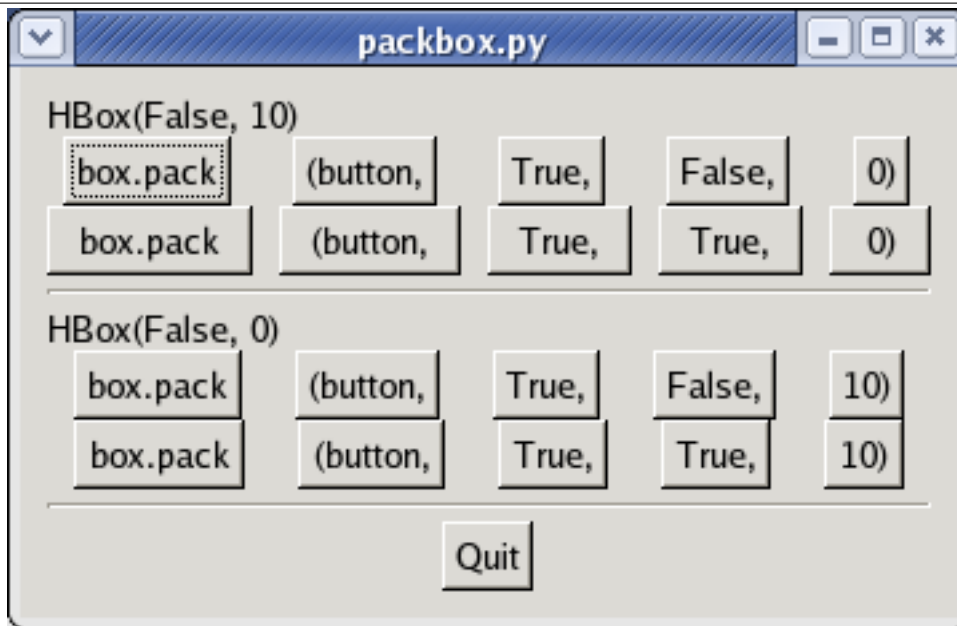 packbox.py
HBox(False, 10)
box.pack (button, True, False, 0)
box.pack (button, True, True, 0)
HBox(False, 0)
box.pack (button, True, False, 10)
box.pack (button, True, True, 10)
Quit